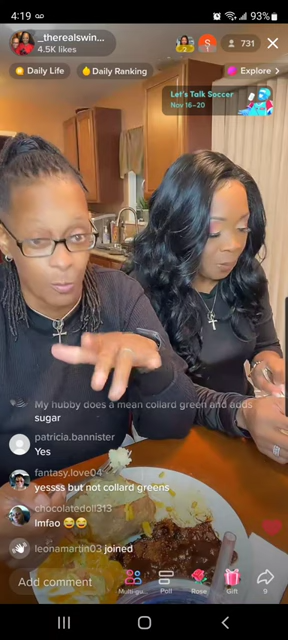 4:19
93%
_therealswin...
4.5K likes
731
Daily Life
Daily Ranking
Explore >
Let's Talk Soccer
Nov 16-20
My hubby does a mean collard green and adds
sugar
patricia.bannister
Yes
fantasy.love04
yessss but not collard greens
chocolatedoll313
lmfao 😂😂
leonamartin03 joined
Add comment
Multi-gu...
Poll
Rose
Gift
9